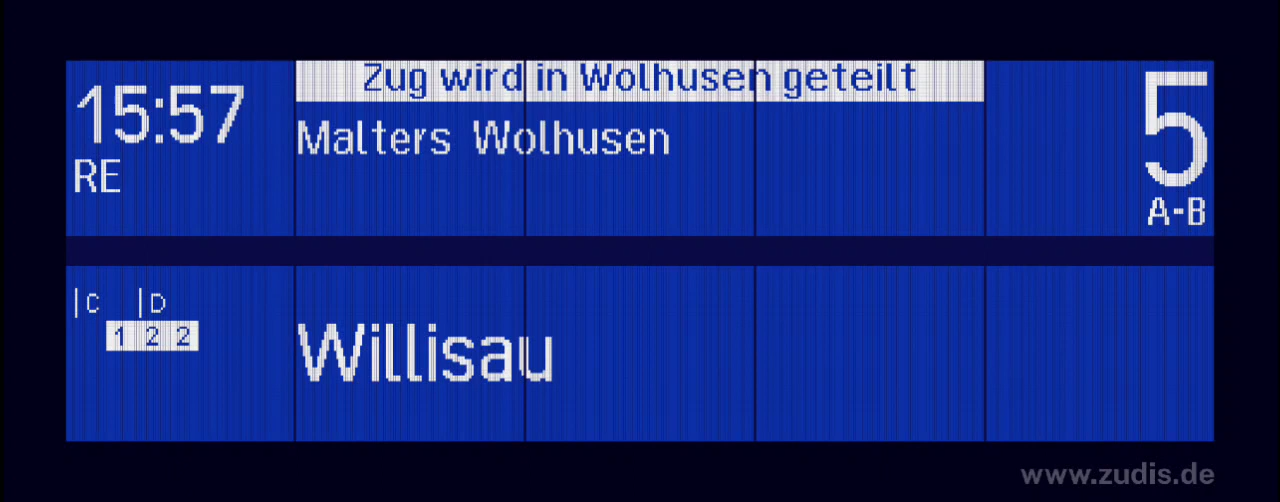 15:57
Zug wird in Wolhusen geteilt
Malters Wolhusen
RE
5
A-B
|C |D
1 2 2
Willisau
www.zudis.de